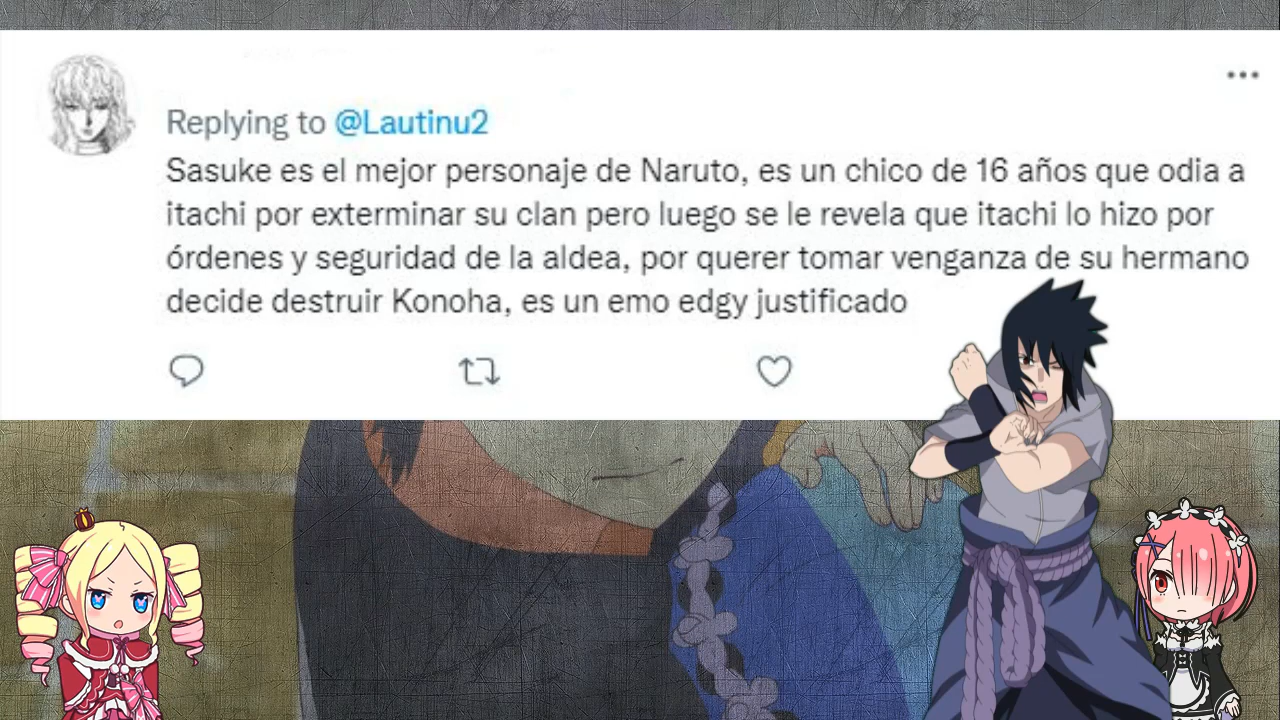 Replying to @Lautinu2
Sasuke es el mejor personaje de Naruto, es un chico de 16 años que odia a
itachi por exterminar su clan pero luego se le revela que itachi lo hizo por
órdenes y seguridad de la aldea, por querer tomar venganza de su hermano
decide destruir Konoha, es un emo edgy justificado